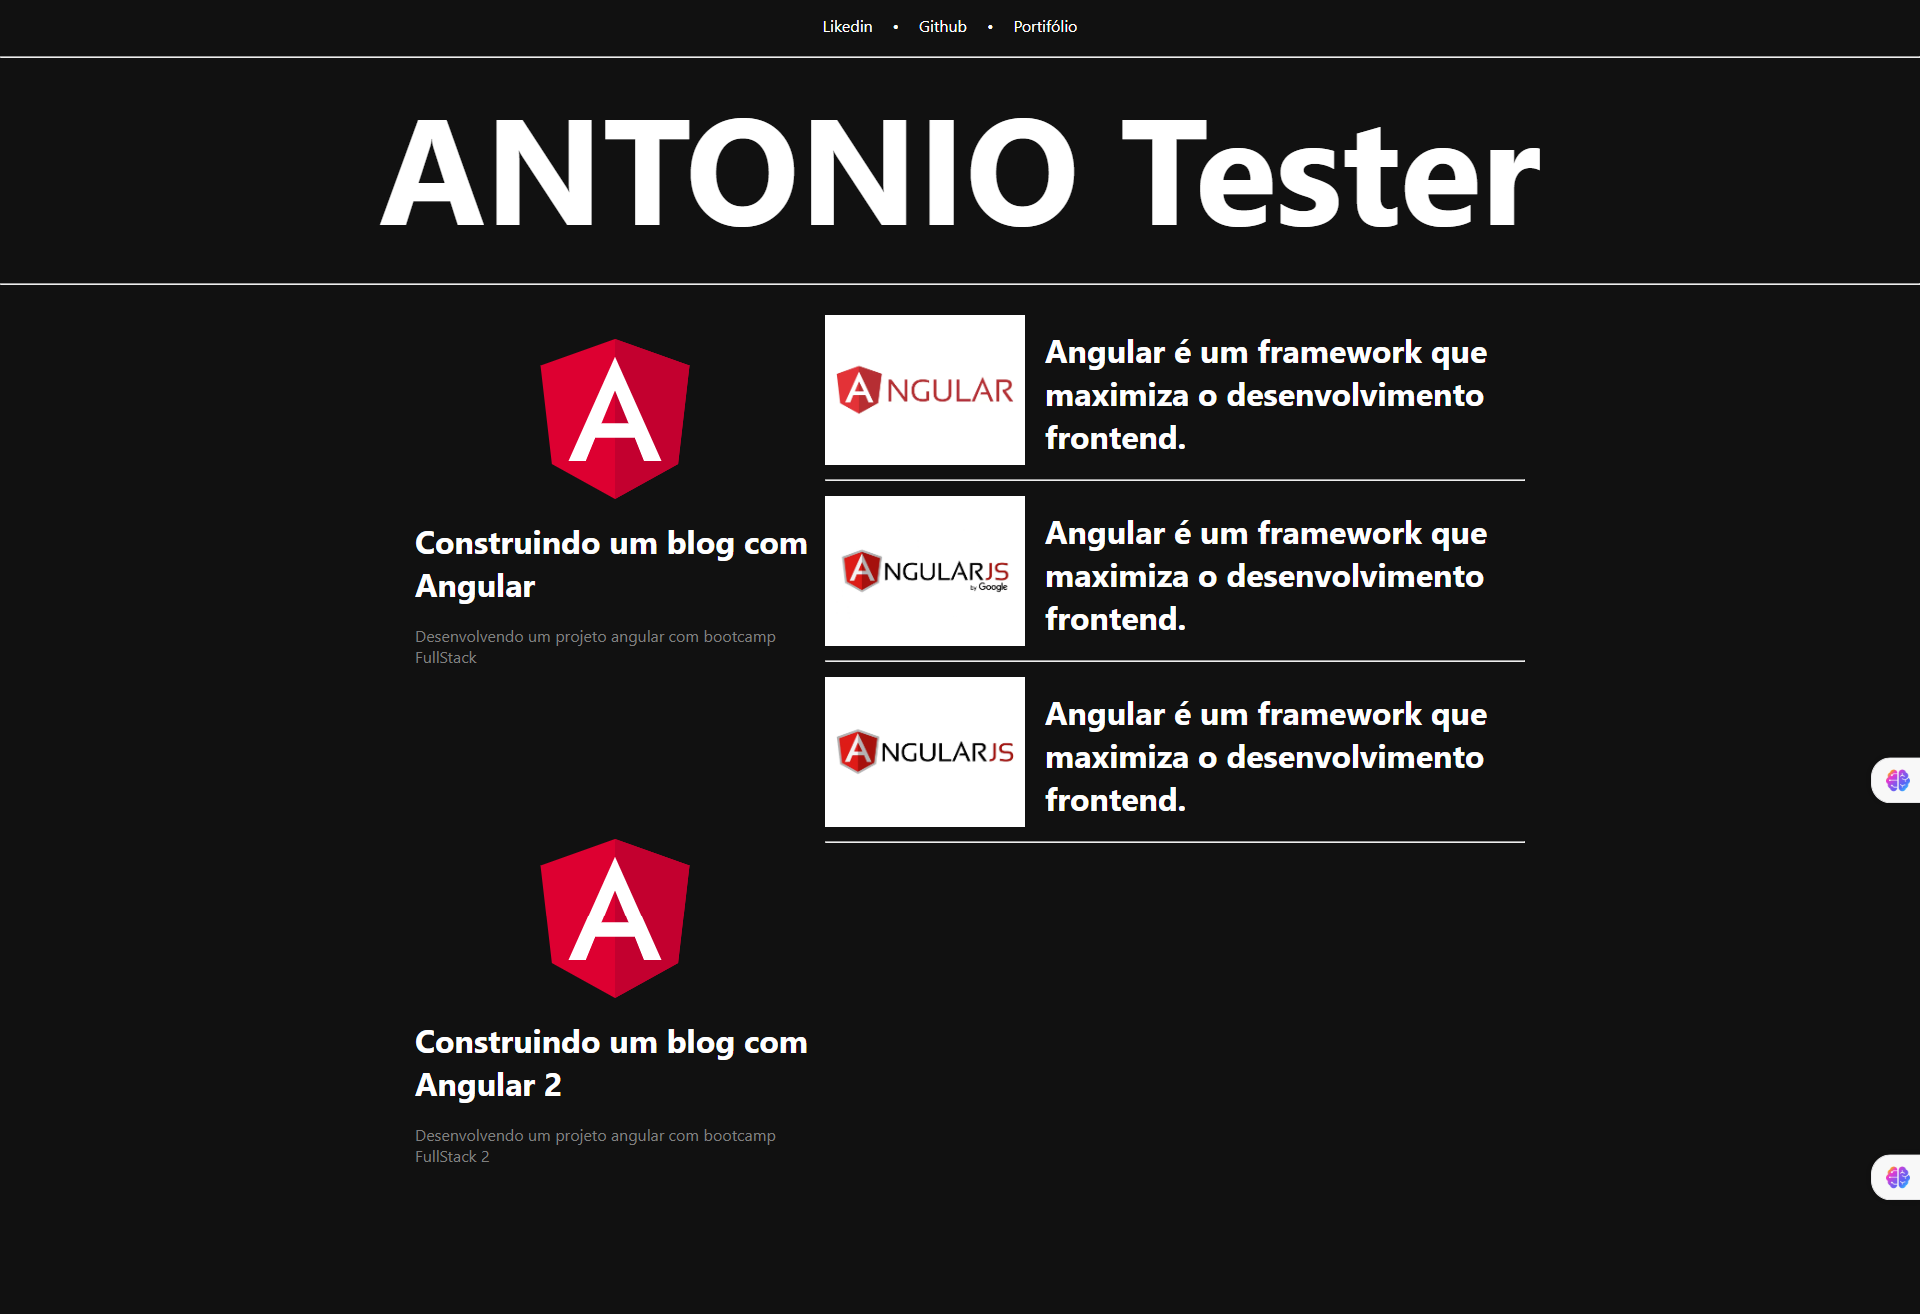 Likedin • Github • Portifólio
ANTONIO Tester
A
Construindo um blog com
Angular
Desenvolvendo um projeto angular com bootcamp
FullStack
ANGULAR
Angular é um framework que
maximiza o desenvolvimento
frontend.
ANGULARJS
by Google
Angular é um framework que
maximiza o desenvolvimento
frontend.
ANGULARJS
Angular é um framework que
maximiza o desenvolvimento
frontend.
A
Construindo um blog com
Angular 2
Desenvolvendo um projeto angular com bootcamp
FullStack 2